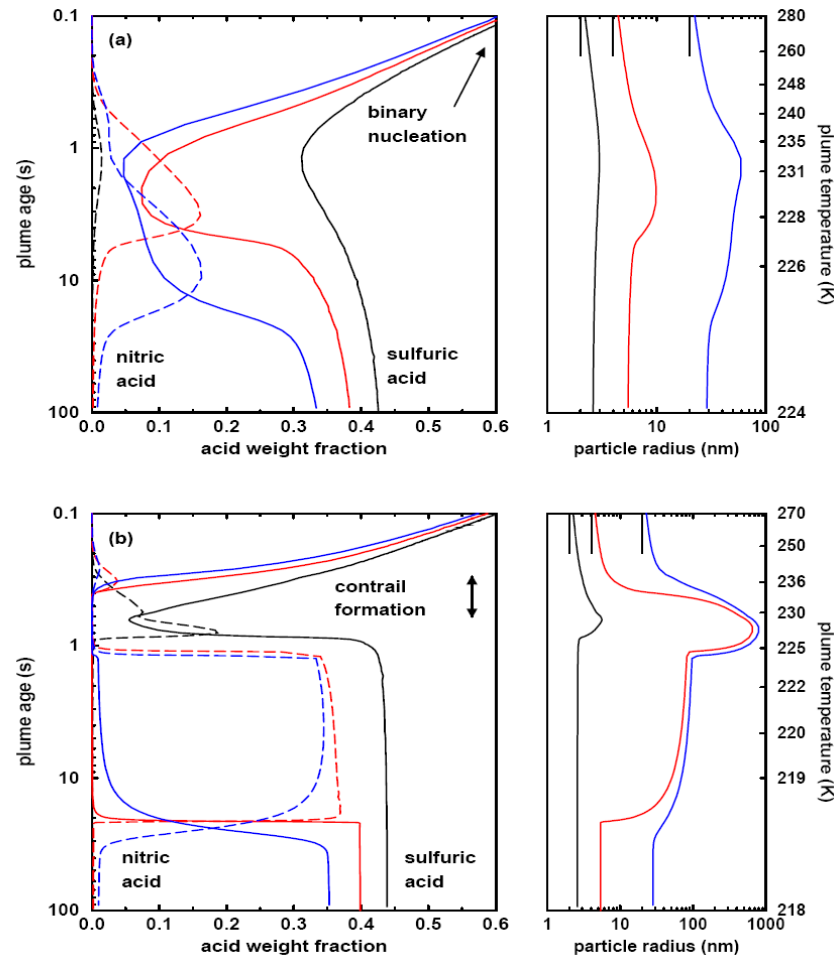 (a)
binary
nucleation
nitric
acid
sulfuric
acid
plume age (s)
0.1
1
10
100
0.0 0.1 0.2 0.3 0.4 0.5 0.6
acid weight fraction
280
260
248
240
235
231
228
226
224
plume temperature (K)
1 10 100
particle radius (nm)
(b)
contrail
formation
nitric
acid
sulfuric
acid
plume age (s)
0.1
1
10
100
0.0 0.1 0.2 0.3 0.4 0.5 0.6
acid weight fraction
270
250
236
230
225
222
220
219
218
plume temperature (K)
1 10 100 1000
particle radius (nm)